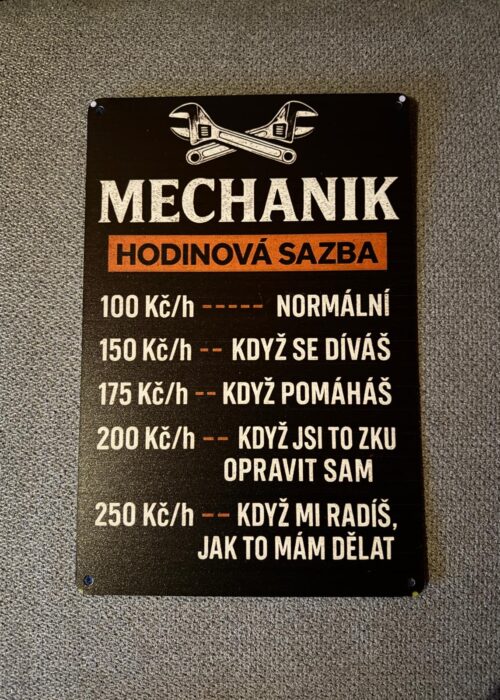 MECHANIK
HODINOVÁ SAZBA
100 Kč/h ----- NORMÁLNÍ
150 Kč/h -- KDYŽ SE DÍVÁŠ
175 Kč/h -- KDYŽ POMÁHÁŠ
200 Kč/h -- KDYŽ JSI TO ZKU
OPRAVIT SAM
250 Kč/h -- KDYŽ MI RADÍŠ,
JAK TO MÁM DĚLAT